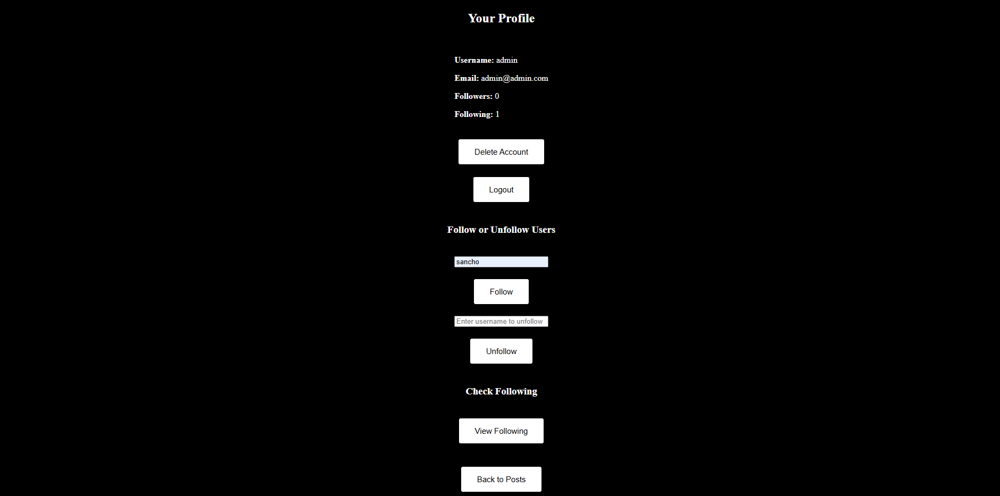 Your Profile
Username: admin
Email: admin@admin.com
Followers: 0
Following: 1
Delete Account
Logout
Follow or Unfollow Users
sancho
Follow
Enter username to unfollow
Unfollow
Check Following
View Following
Back to Posts